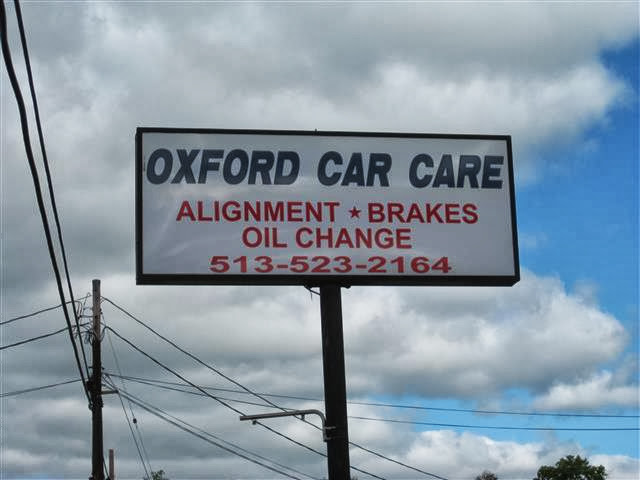 OXFORD CAR CARE
ALIGNMENT ★ BRAKES
OIL CHANGE
513-523-2164